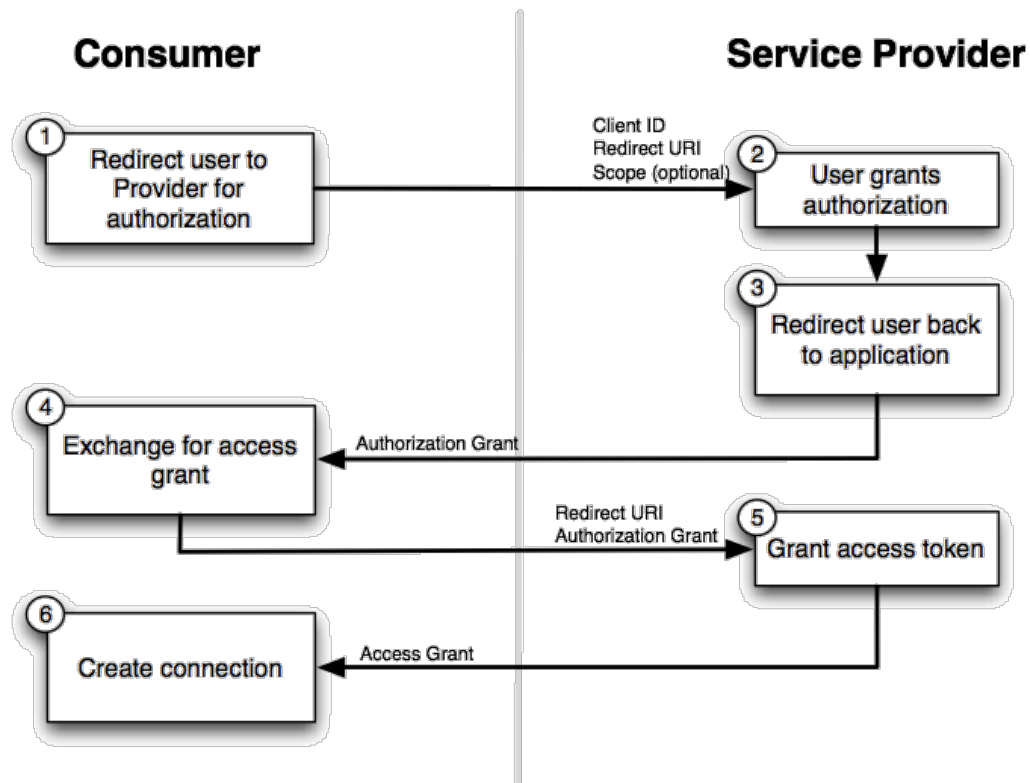 Consumer
Service Provider
1
Redirect user to
Provider for
authorization
Client ID
Redirect URI
Scope (optional)
2
User grants
authorization
3
Redirect user back
to application
4
Exchange for access
grant
Authorization Grant
Redirect URI
Authorization Grant
5
Grant access token
6
Create connection
Access Grant